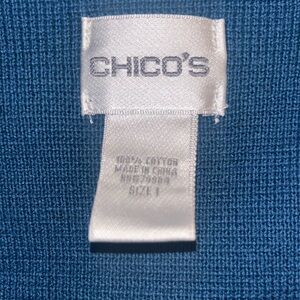 CHICO'S
100% COTTON
MADE IN CHINA
SIZE 1